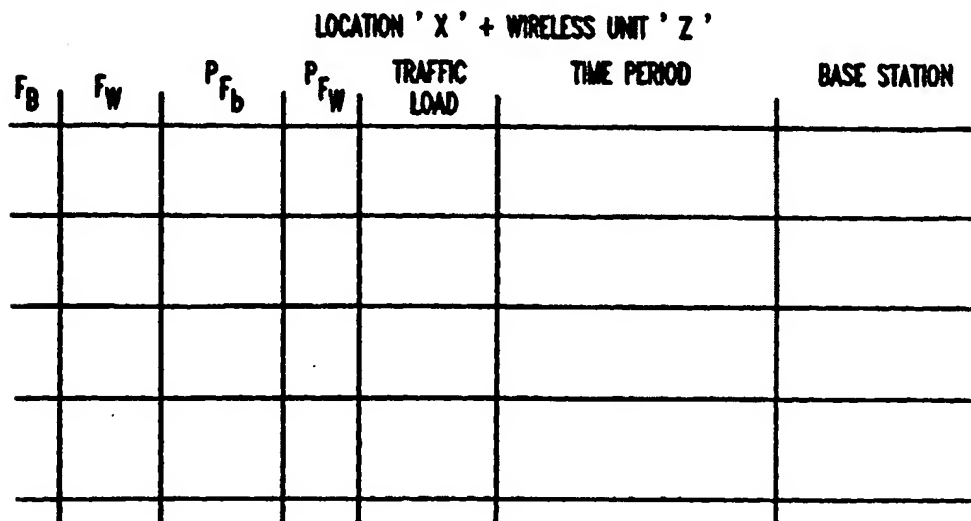 LOCATION ' X ' + WIRELESS UNIT ' Z '
F_B F_W P_F_b P_F_W TRAFFIC LOAD TIME PERIOD BASE STATION